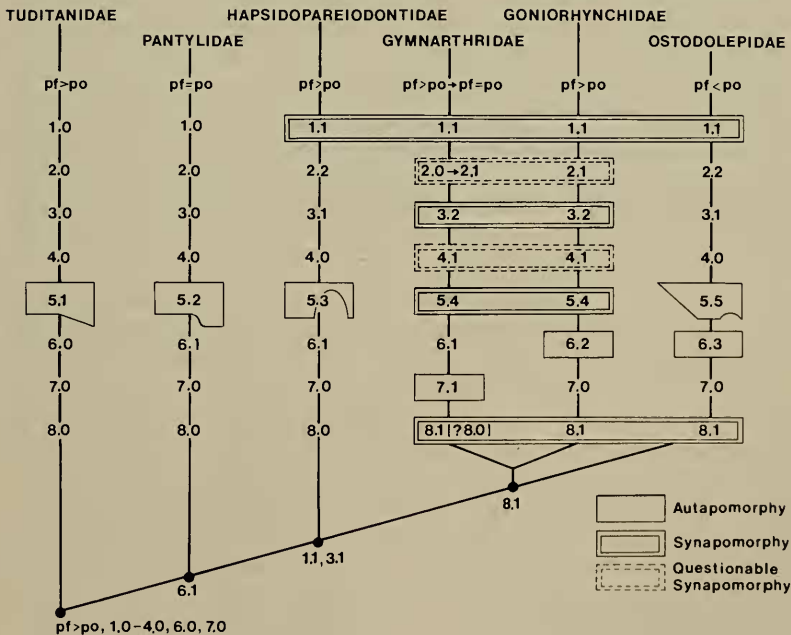 TUDITANIDAE HAPSIDOPAREIODONTIDAE GONIORHYNCHIDAE
PANTYLIDAE GYMNARTHRIDAE OSTODOLEPIDAE
pf>po pf=po pf>po pf>po→pf=po pf>po pf<po
1.0 1.0 1.1 1.1 1.1 1.1
2.0 2.0 2.2 2.0→2.1 2.1 2.2
3.0 3.0 3.1 3.2 3.2 3.1
4.0 4.0 4.0 4.1 4.1 4.0
5.1 5.2 5.3 5.4 5.4 5.5
6.0 6.1 6.1 6.1 6.2 6.3
7.0 7.0 7.0 7.1 7.0 7.0
8.0 8.0 8.0 8.1[?8.0] 8.1 8.1
8.1
1.1, 3.1
6.1
pf>po, 1.0-4.0, 6.0, 7.0
Autapomorphy
Synapomorphy
Questionable
Synapomorphy